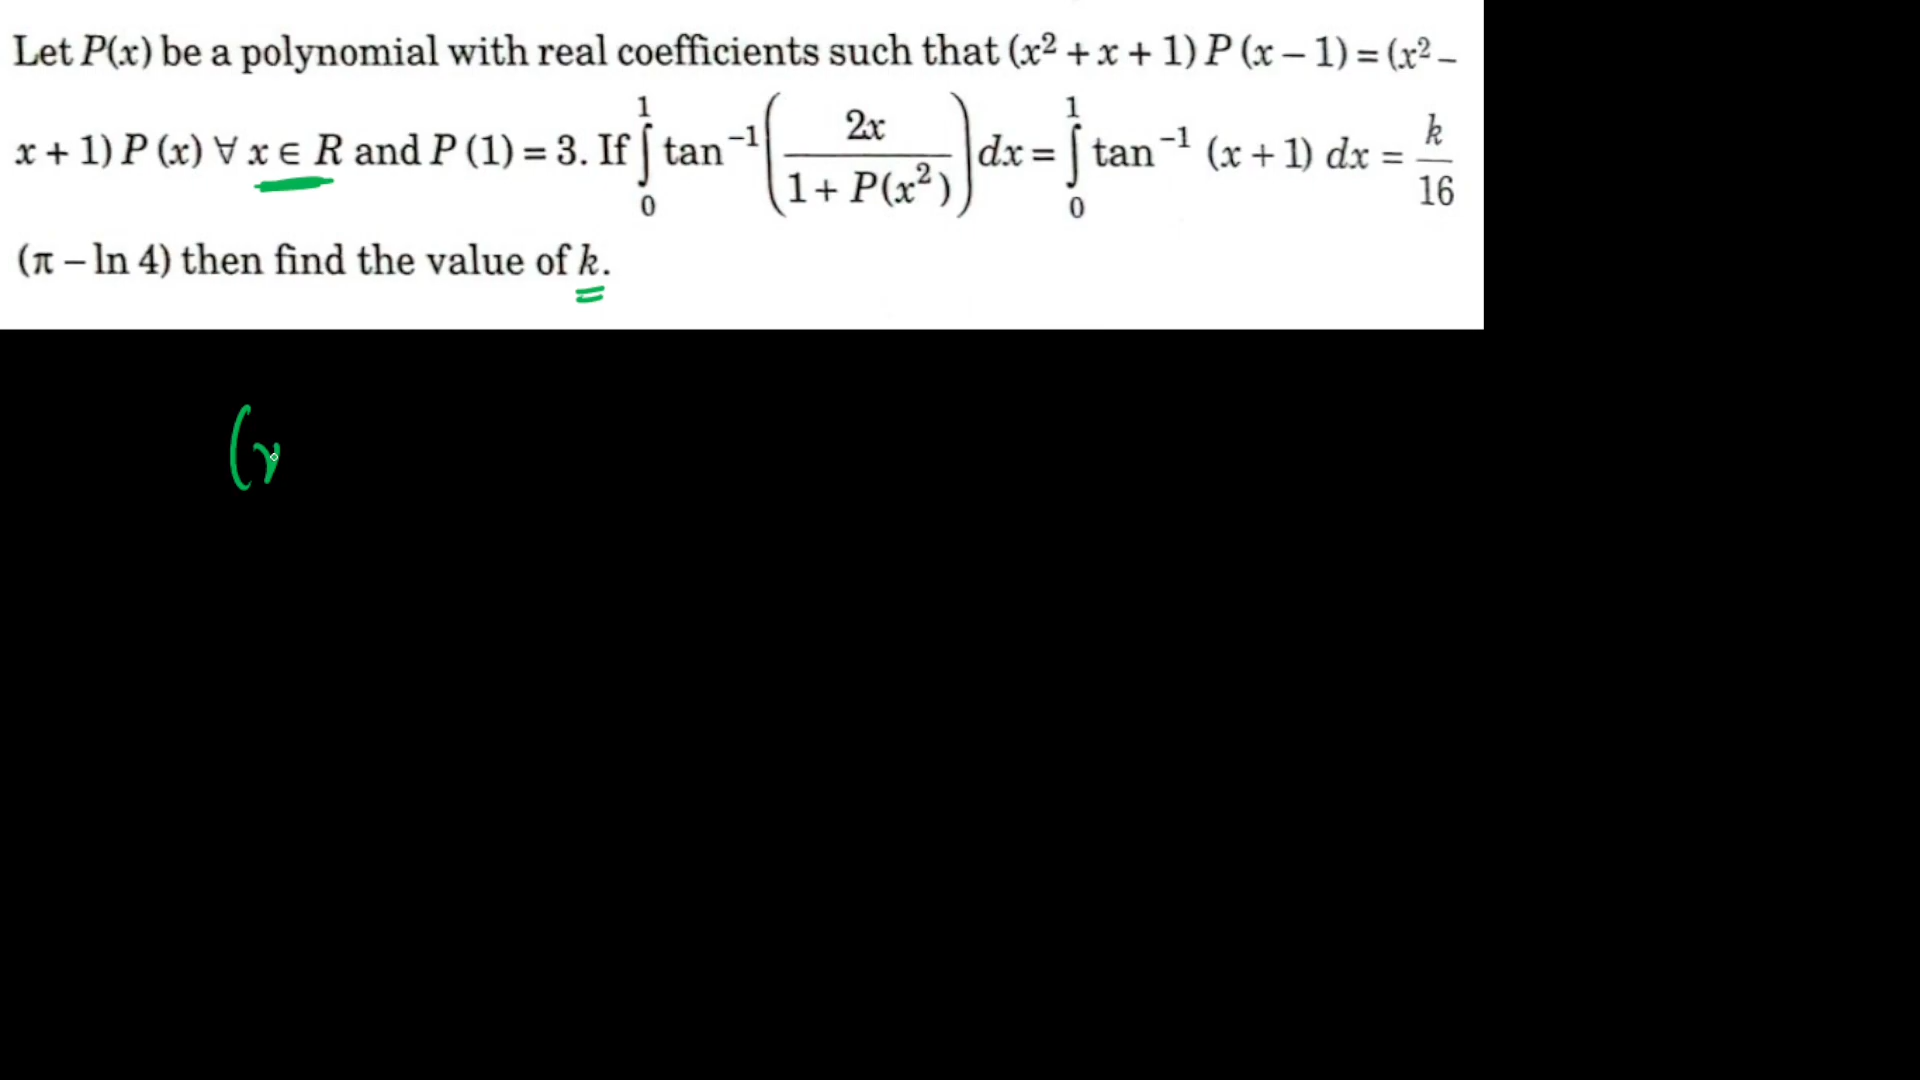 Let P(x) be a polynomial with real coefficients such that (x² + x + 1) P (x – 1) = (x² –
x + 1) P (x) ∀ x ∈ R and P (1) = 3. If ∫₀¹ tan⁻¹ (2x / (1 + P(x²))) dx = ∫₀¹ tan⁻¹ (x + 1) dx = k/16
(π – ln 4) then find the value of k.
(x